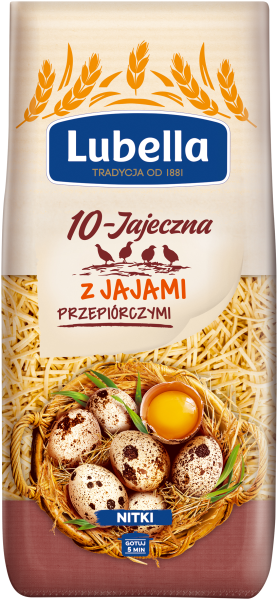 Lubella
TRADYCJA OD 1881
10-Jajeczna
Z JAJAMI
PRZEPIÓRCZYMI
NITKI
GOTUJ
5 MIN